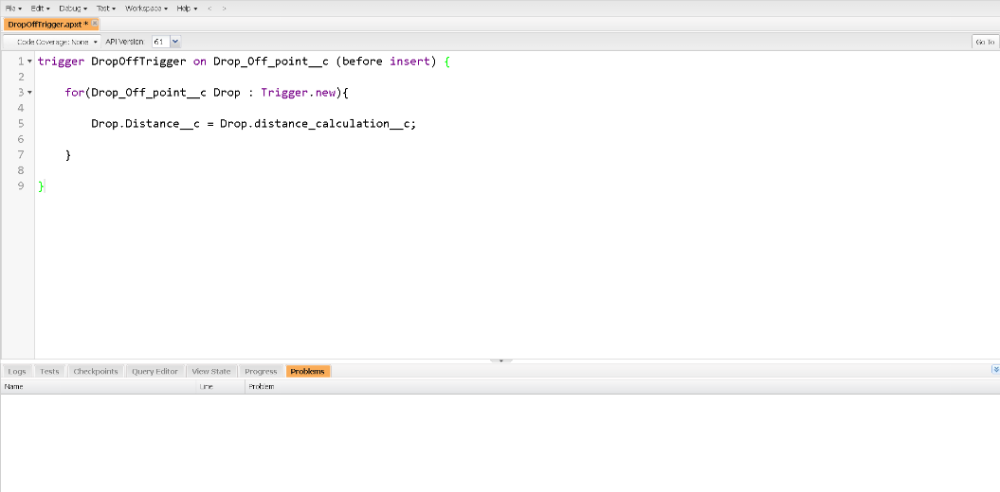 File Edit Debug Test Workspace Help < >
DropOffTrigger.apxt *
Code Coverage: None API Version: 61 Go To
1 trigger DropOffTrigger on Drop_Off_point__c (before insert) {
2
3 for(Drop_Off_point__c Drop : Trigger.new){
4
5 Drop.Distance__c = Drop.distance_calculation__c;
6
7 }
8
9 }
Logs Tests Checkpoints Query Editor View State Progress Problems
Name Line Problem